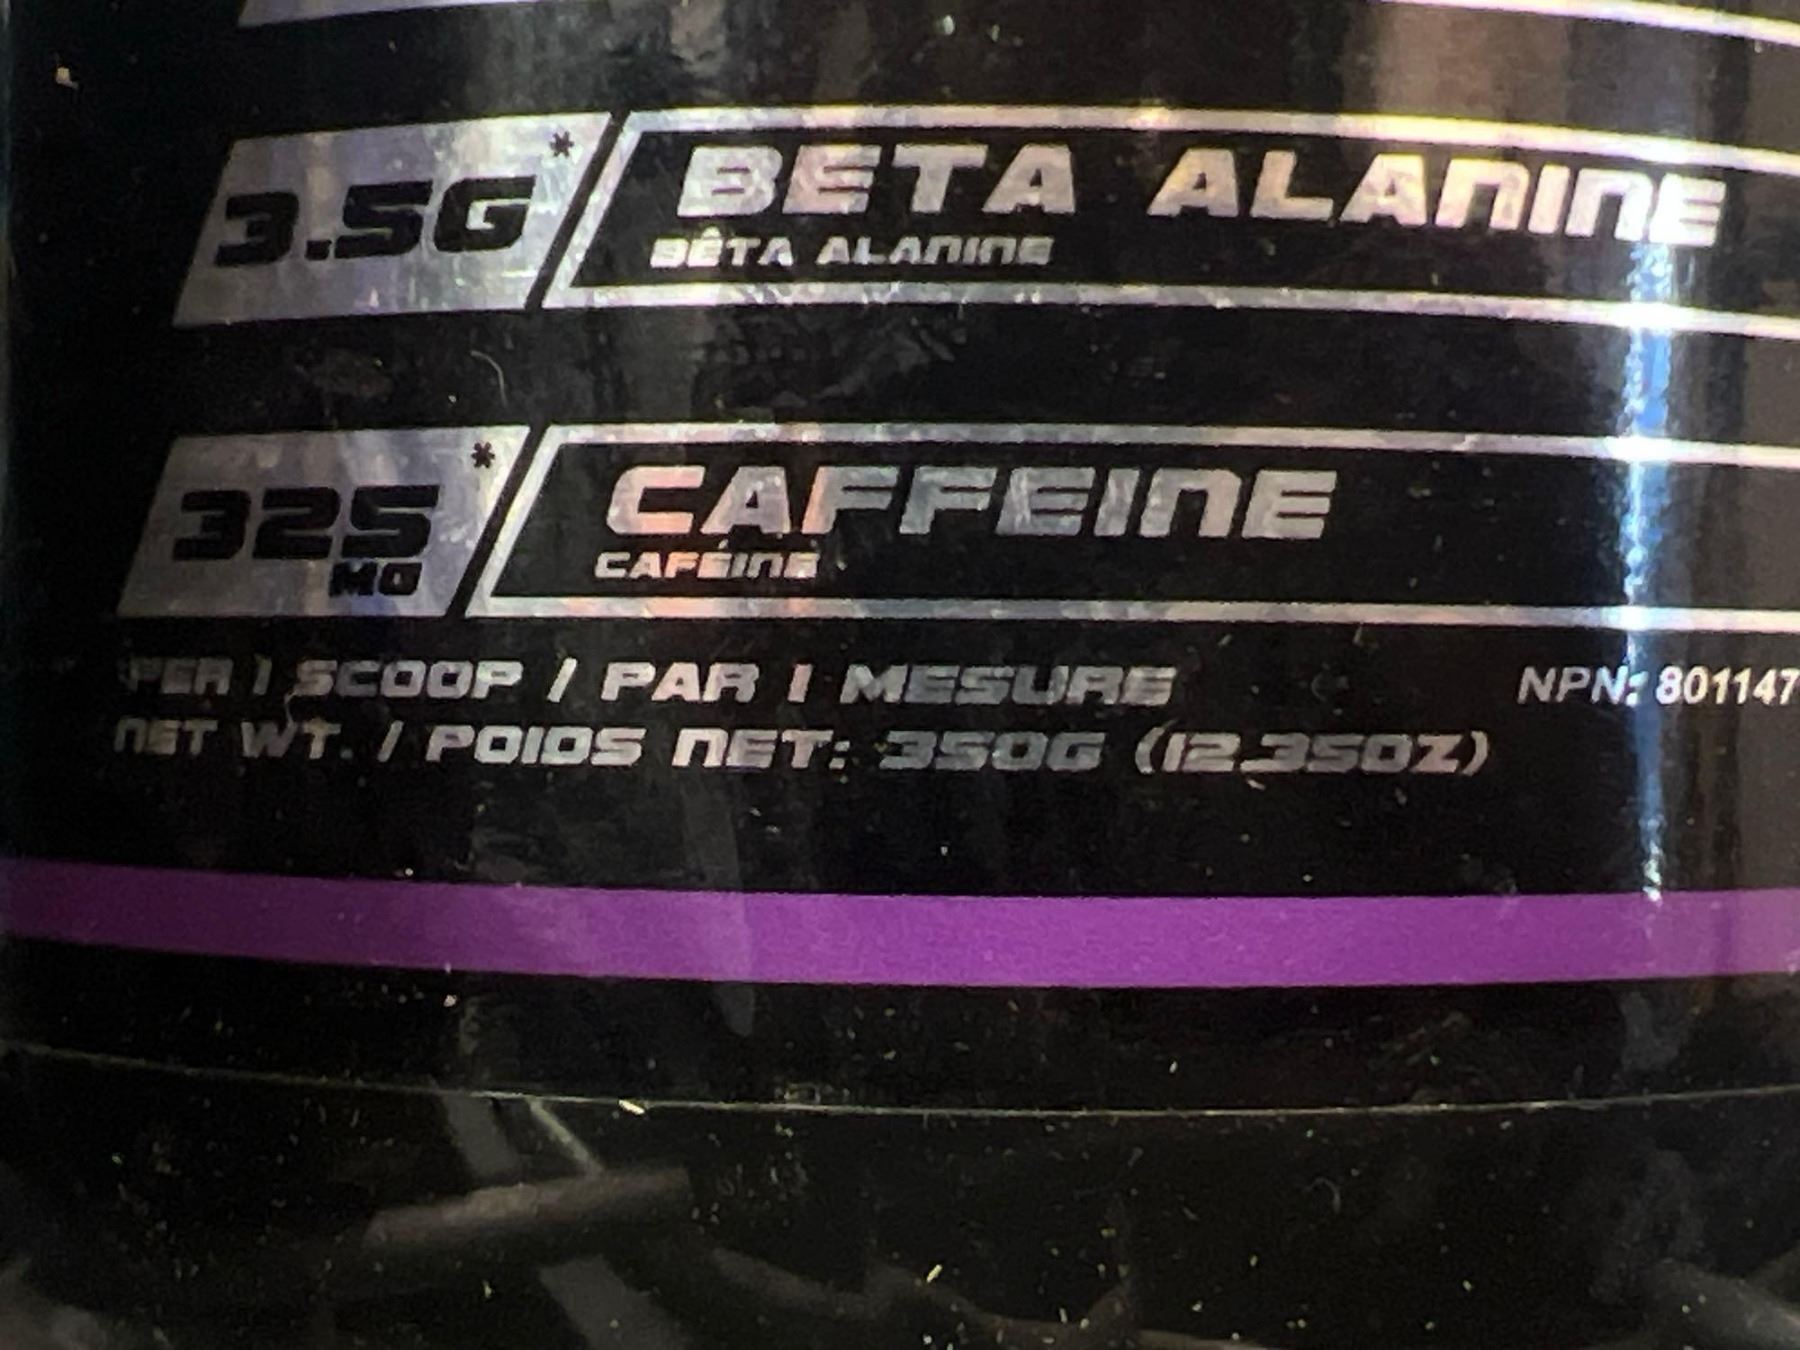 3.5G*
BETA ALANINE
BÊTA ALANINE
325*
MG
CAFFEINE
CAFÉINE
PER 1 SCOOP / PAR 1 MESURE
NPN: 801147
NET WT. / POIDS NET: 350G (12.35OZ)